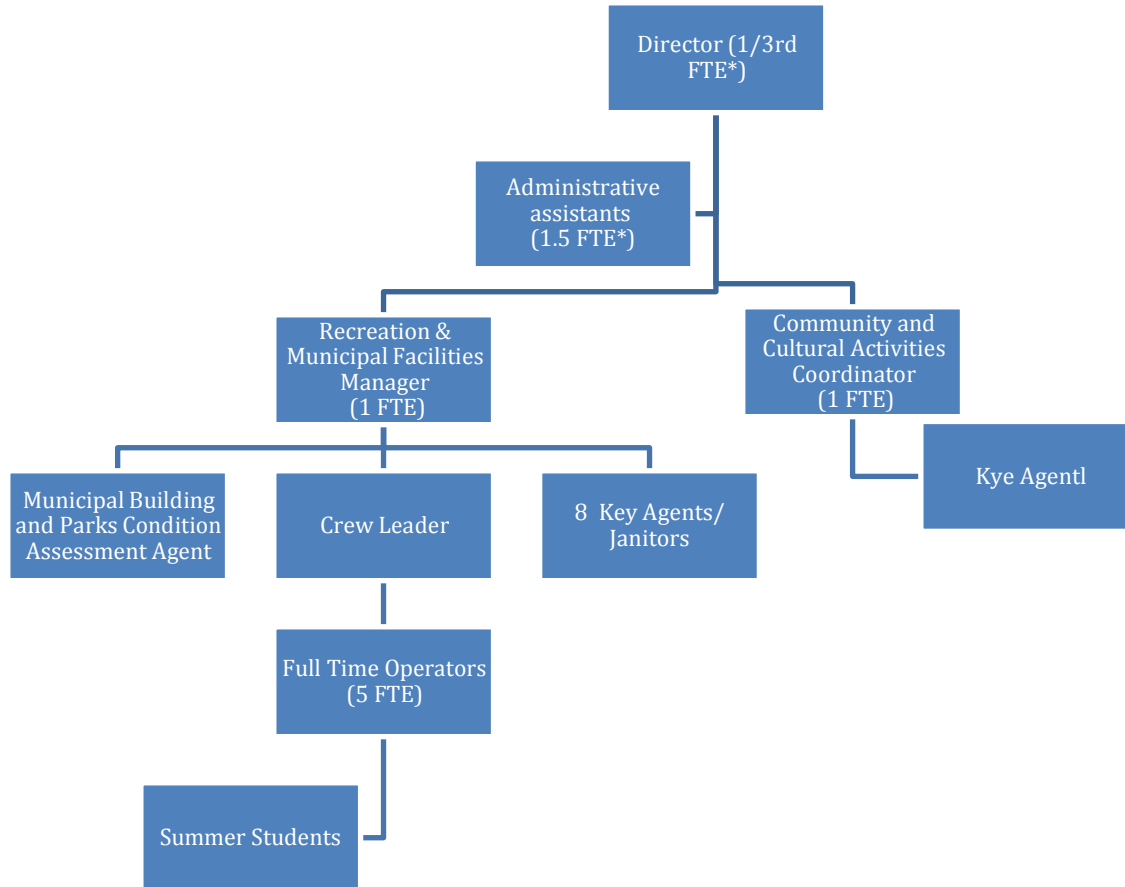 Director (1/3rd
FTE*)
Administrative
assistants
(1.5 FTE*)
Recreation &
Municipal Facilities
Manager
(1 FTE)
Community and
Cultural Activities
Coordinator
(1 FTE)
Municipal Building
and Parks Condition
Assessment Agent
Crew Leader
8 Key Agents/
Janitors
Kye Agentl
Full Time Operators
(5 FTE)
Summer Students